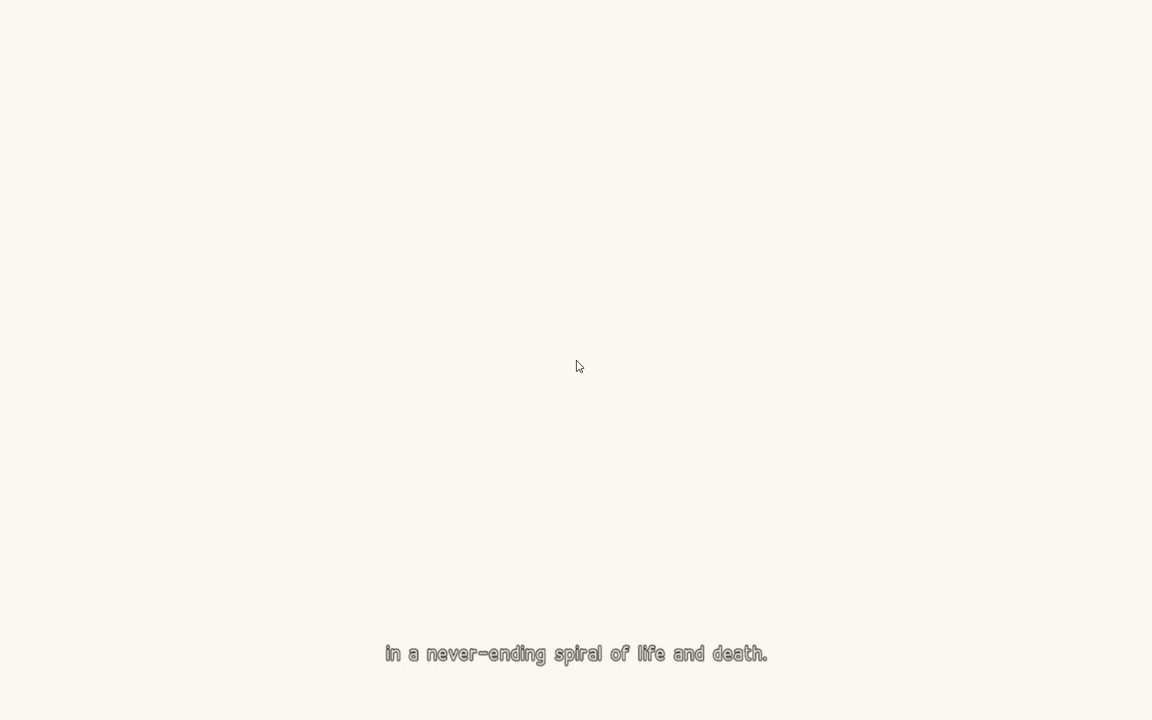 in a never-ending spiral of life and death.